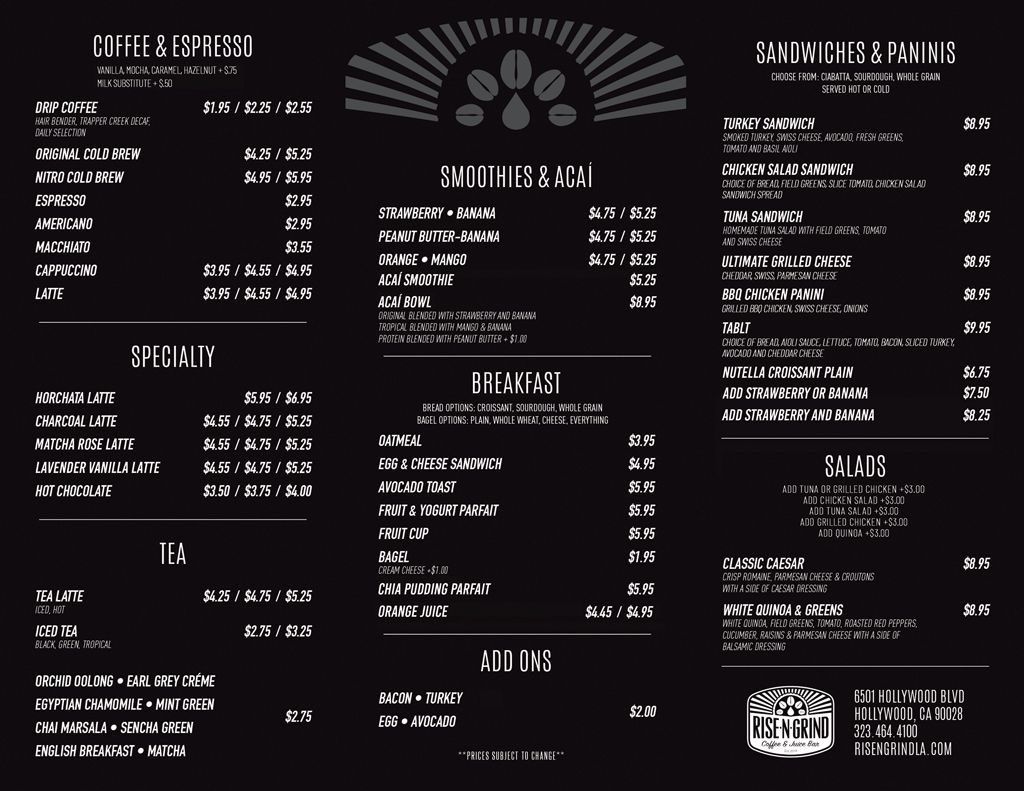 COFFEE & ESPRESSO
VANILLA, MOCHA, CARAMEL, HAZELNUT + $.75
MILK SUBSTITUTE + $.50
DRIP COFFEE $1.95 / $2.25 / $2.55
HAIR BENDER, TRAPPER CREEK DECAF,
DAILY SELECTION
ORIGINAL COLD BREW $4.25 / $5.25
NITRO COLD BREW $4.95 / $5.95
ESPRESSO $2.95
AMERICANO $2.95
MACCHIATO $3.55
CAPPUCCINO $3.95 / $4.55 / $4.95
LATTE $3.95 / $4.55 / $4.95
SPECIALTY
HORCHATA LATTE $5.95 / $6.95
CHARCOAL LATTE $4.55 / $4.75 / $5.25
MATCHA ROSE LATTE $4.55 / $4.75 / $5.25
LAVENDER VANILLA LATTE $4.55 / $4.75 / $5.25
HOT CHOCOLATE $3.50 / $3.75 / $4.00
TEA
TEA LATTE $4.25 / $4.75 / $5.25
ICED, HOT
ICED TEA $2.75 / $3.25
BLACK, GREEN, TROPICAL
ORCHID OOLONG • EARL GREY CRÉME
EGYPTIAN CHAMOMILE • MINT GREEN
$2.75
CHAI MARSALA • SENCHA GREEN
ENGLISH BREAKFAST • MATCHA
SMOOTHIES & ACAÍ
STRAWBERRY • BANANA $4.75 / $5.25
PEANUT BUTTER-BANANA $4.75 / $5.25
ORANGE • MANGO $4.75 / $5.25
ACAÍ SMOOTHIE $5.25
ACAÍ BOWL $8.95
ORIGINAL BLENDED WITH STRAWBERRY AND BANANA
TROPICAL BLENDED WITH MANGO & BANANA
PROTEIN BLENDED WITH PEANUT BUTTER + $1.00
BREAKFAST
BREAD OPTIONS: CROISSANT, SOURDOUGH, WHOLE GRAIN
BAGEL OPTIONS: PLAIN, WHOLE WHEAT, CHEESE, EVERYTHING
OATMEAL $3.95
EGG & CHEESE SANDWICH $4.95
AVOCADO TOAST $5.95
FRUIT & YOGURT PARFAIT $5.95
FRUIT CUP $5.95
BAGEL $1.95
CREAM CHEESE +$1.00
CHIA PUDDING PARFAIT $5.95
ORANGE JUICE $4.45 / $4.95
ADD ONS
BACON • TURKEY
$2.00
EGG • AVOCADO
**PRICES SUBJECT TO CHANGE**
SANDWICHES & PANINIS
CHOOSE FROM: CIABATTA, SOURDOUGH, WHOLE GRAIN
SERVED HOT OR COLD
TURKEY SANDWICH $8.95
SMOKED TURKEY, SWISS CHEESE, AVOCADO, FRESH GREENS,
TOMATO AND BASIL AIOLI
CHICKEN SALAD SANDWICH $8.95
CHOICE OF BREAD, FIELD GREENS, SLICE TOMATO, CHICKEN SALAD
SANDWICH SPREAD
TUNA SANDWICH $8.95
HOMEMADE TUNA SALAD WITH FIELD GREENS, TOMATO
AND SWISS CHEESE
ULTIMATE GRILLED CHEESE $8.95
CHEDDAR, SWISS, PARMESAN CHEESE
BBQ CHICKEN PANINI $8.95
GRILLED BBQ CHICKEN, SWISS CHEESE, ONIONS
TABLT $9.95
CHOICE OF BREAD, AIOLI SAUCE, LETTUCE, TOMATO, BACON, SLICED TURKEY,
AVOCADO AND CHEDDAR CHEESE
NUTELLA CROISSANT PLAIN $6.75
ADD STRAWBERRY OR BANANA $7.50
ADD STRAWBERRY AND BANANA $8.25
SALADS
ADD TUNA OR GRILLED CHICKEN +$3.00
ADD CHICKEN SALAD +$3.00
ADD TUNA SALAD +$3.00
ADD GRILLED CHICKEN +$3.00
ADD QUINOA +$3.00
CLASSIC CAESAR $8.95
CRISP ROMAINE, PARMESAN CHEESE & CROUTONS
WITH A SIDE OF CAESAR DRESSING
WHITE QUINOA & GREENS $8.95
WHITE QUINOA, FIELD GREENS, TOMATO, ROASTED RED PEPPERS,
CUCUMBER, RAISINS & PARMESAN CHEESE WITH A SIDE OF
BALSAMIC DRESSING
RISE•N•GRIND
Coffee & Juice Bar
6501 HOLLYWOOD BLVD
HOLLYWOOD, CA 90028
323.464.4100
RISENGRINDLA.COM